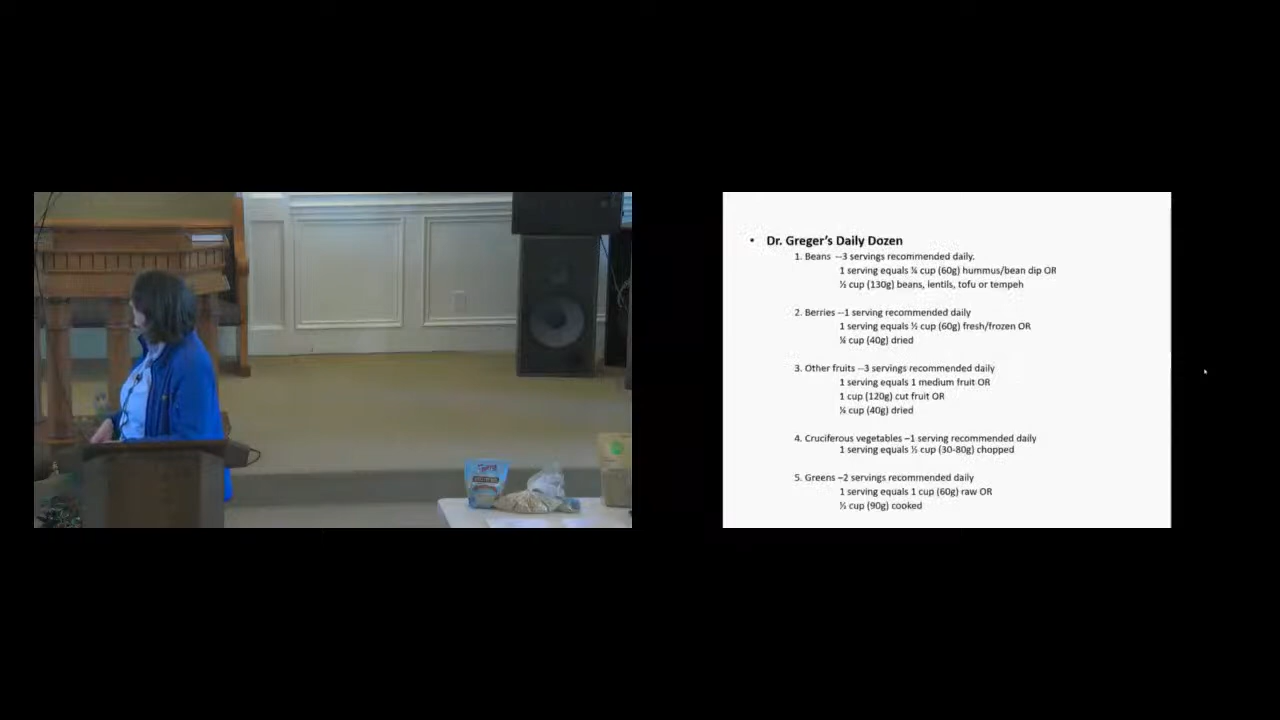 • Dr. Greger's Daily Dozen
1. Beans --3 servings recommended daily.
1 serving equals ¼ cup (60g) hummus/bean dip OR
½ cup (130g) beans, lentils, tofu or tempeh
2. Berries --1 serving recommended daily
1 serving equals ½ cup (60g) fresh/frozen OR
¼ cup (40g) dried
3. Other fruits --3 servings recommended daily
1 serving equals 1 medium fruit OR
1 cup (120g) cut fruit OR
¼ cup (40g) dried
4. Cruciferous vegetables –1 serving recommended daily
1 serving equals ½ cup (30-80g) chopped
5. Greens –2 servings recommended daily
1 serving equals 1 cup (60g) raw OR
½ cup (90g) cooked